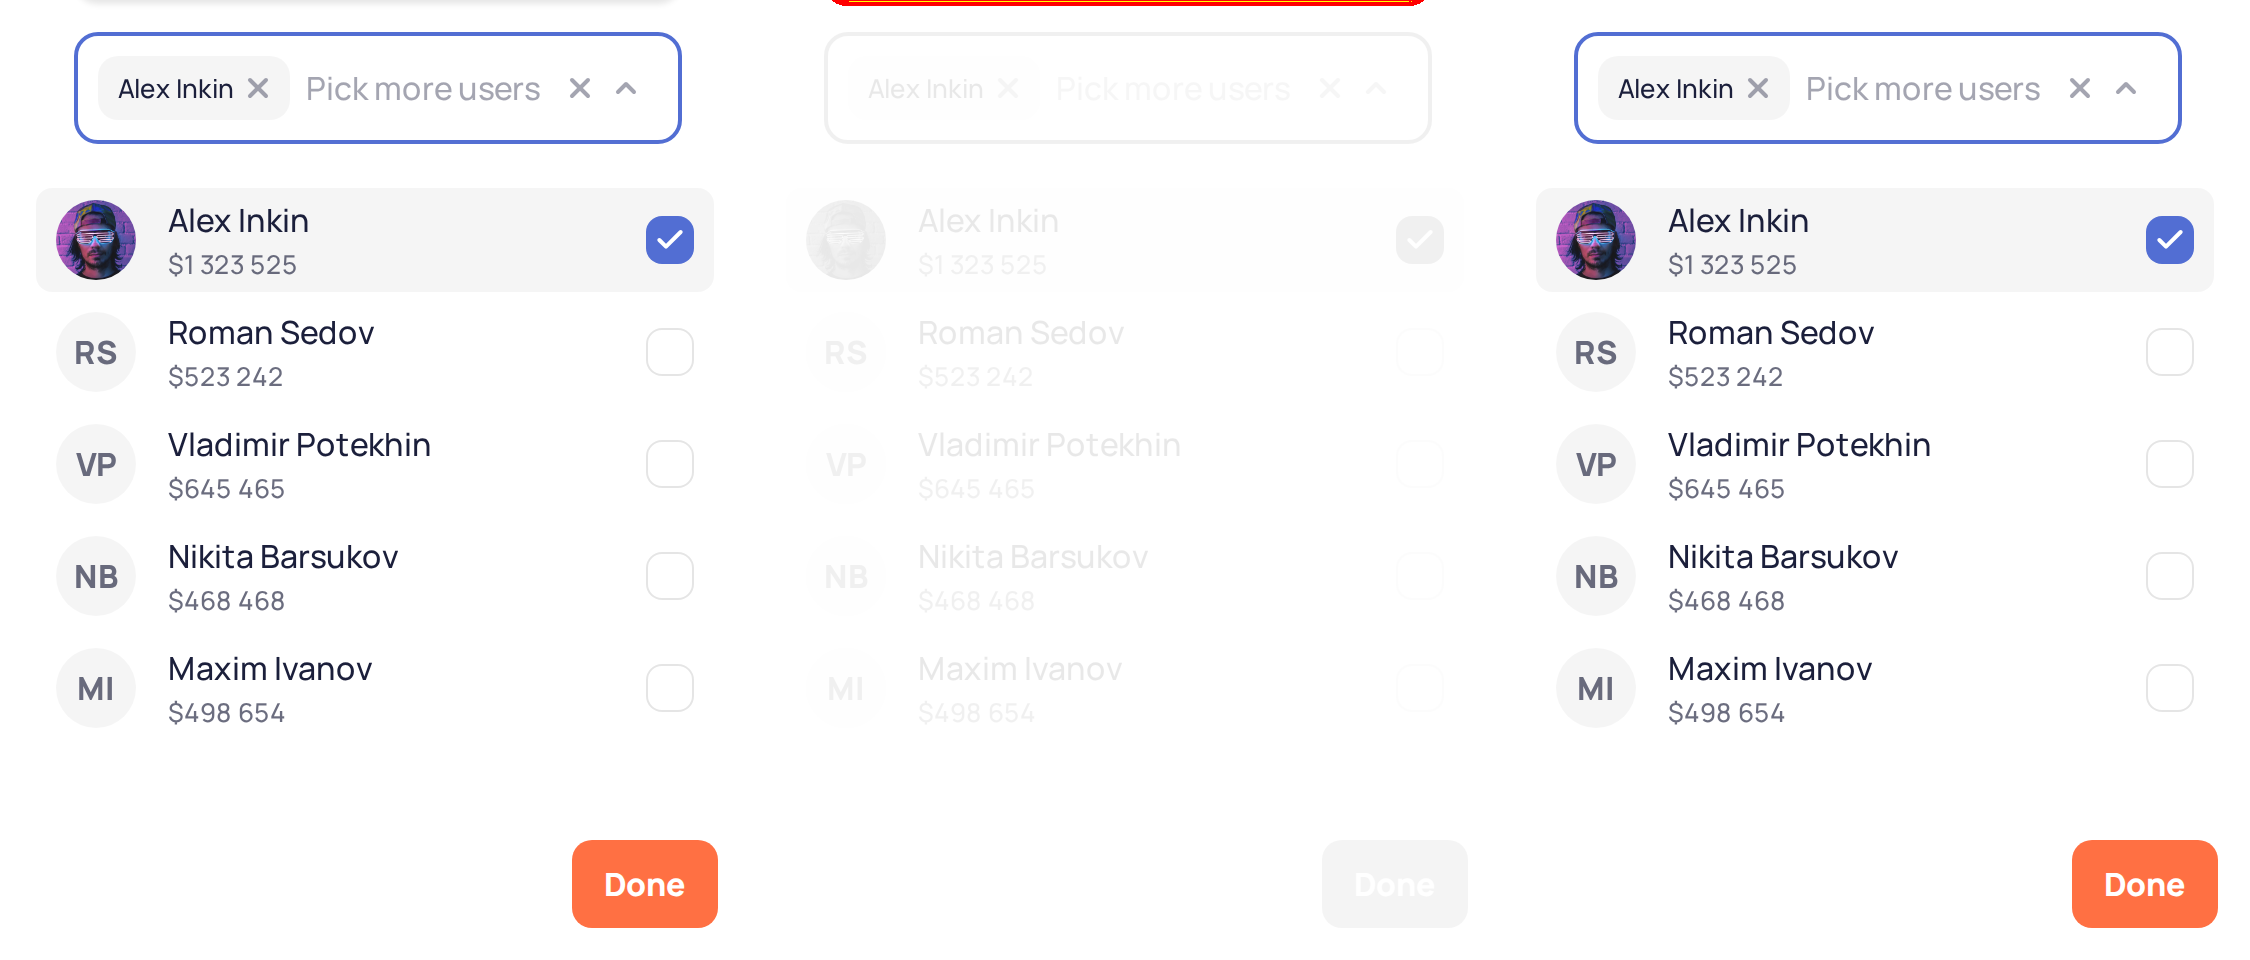 Alex Inkin Pick more users
Alex Inkin
$1 323 525
RS
Roman Sedov
$523 242
VP
Vladimir Potekhin
$645 465
NB
Nikita Barsukov
$468 468
MI
Maxim Ivanov
$498 654
Done
Alex Inkin Pick more users
Alex Inkin
$1 323 525
RS
Roman Sedov
$523 242
VP
Vladimir Potekhin
$645 465
NB
Nikita Barsukov
$468 468
MI
Maxim Ivanov
$498 654
Done
Alex Inkin Pick more users
Alex Inkin
$1 323 525
RS
Roman Sedov
$523 242
VP
Vladimir Potekhin
$645 465
NB
Nikita Barsukov
$468 468
MI
Maxim Ivanov
$498 654
Done